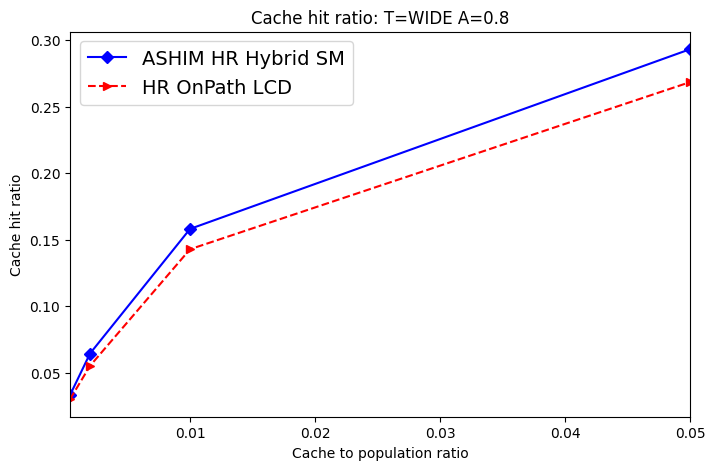 Cache hit ratio: T=WIDE A=0.8
ASHIM HR Hybrid SM
HR OnPath LCD
0.30
0.25
0.20
0.15
0.10
0.05
Cache hit ratio
0.01 0.02 0.03 0.04 0.05
Cache to population ratio